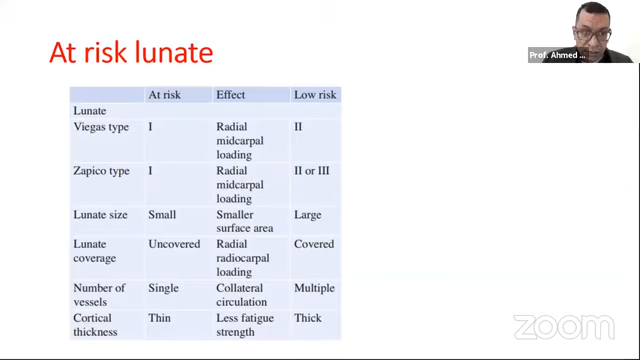 At risk lunate
Prof. Ahmed ...
At risk Effect Low risk
Lunate
Viegas type I Radial midcarpal loading II
Zapico type I Radial midcarpal loading II or III
Lunate size Small Smaller surface area Large
Lunate coverage Uncovered Radial radiocarpal loading Covered
Number of vessels Single Collateral circulation Multiple
Cortical thickness Thin Less fatigue strength Thick
zoom